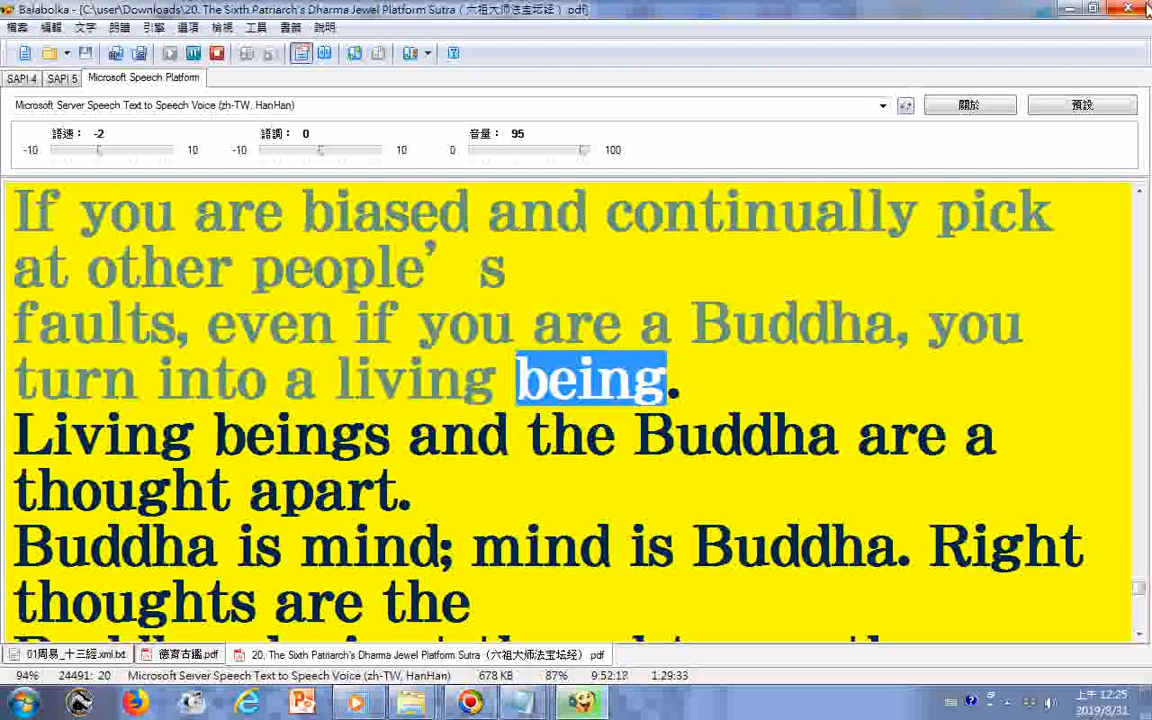 Balabolka - [C:\user\Downloads\20. The Sixth Patriarch's Dharma Jewel Platform Sutra（六祖大师法宝坛经）.pdf]
檔案 編輯 文字 朗讀 引擎 選項 檢視 工具 書籤 說明
SAPI 4 SAPI 5 Microsoft Speech Platform
Microsoft Server Speech Text to Speech Voice (zh-TW, HanHan) 關於 預設
語速： -2 語調： 0 音量： 95
-10 10 -10 10 0 100
If you are biased and continually pick
at other people’ s
faults, even if you are a Buddha, you
turn into a living being.
Living beings and the Buddha are a
thought apart.
Buddha is mind; mind is Buddha. Right
thoughts are the
01周易_十三經.xml.txt 德育古鑑.pdf 20. The Sixth Patriarch's Dharma Jewel Platform Sutra（六祖大师法宝坛经）.pdf
94% 24491: 20 Microsoft Server Speech Text to Speech Voice (zh-TW, HanHan) 678 KB 87% 9:52:13 1:29:33
上午 12:25
2019/8/31